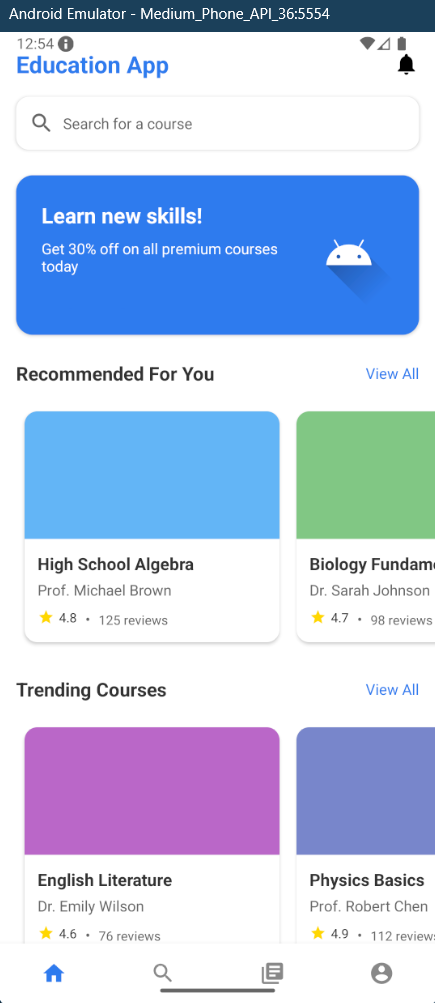 Android Emulator - Medium_Phone_API_36:5554
12:54
Education App
Search for a course
Learn new skills!
Get 30% off on all premium courses
today
Recommended For You
View All
High School Algebra
Prof. Michael Brown
4.8 • 125 reviews
Biology Fundam
Dr. Sarah Johnson
4.7 • 98 reviews
Trending Courses
View All
English Literature
Dr. Emily Wilson
4.6 • 76 reviews
Physics Basics
Prof. Robert Chen
4.9 • 112 review